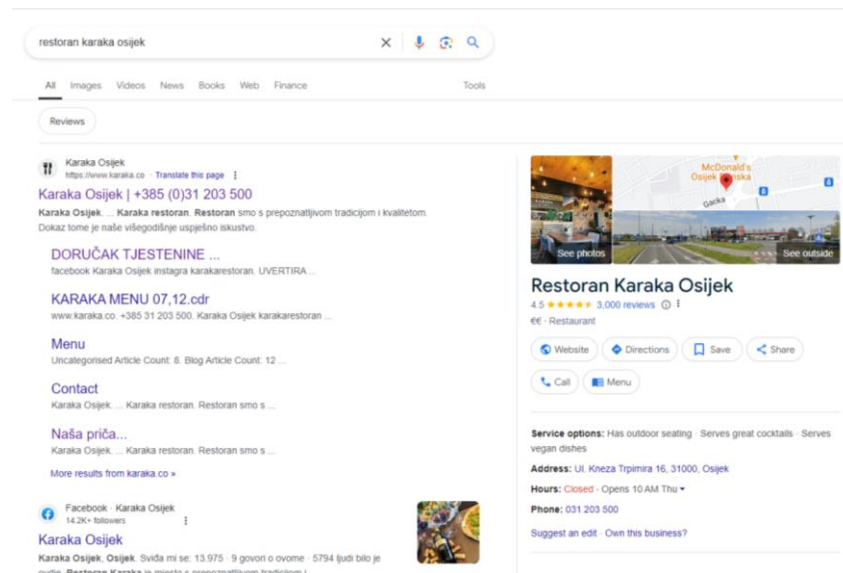 restoran karaka osijek
All Images Videos News Books Web Finance Tools
Reviews
Karaka Osijek
https://www.karaka.co · Translate this page
Karaka Osijek | +385 (0)31 203 500
Karaka Osijek. ... Karaka restoran. Restoran smo s prepoznatljivom tradicijom i kvalitetom.
Dokaz tome je naše višegodišnje uspješno iskustvo.
DORUČAK TJESTENINE ...
facebook Karaka Osijek instagra karakarestoran. UVERTIRA ...
KARAKA MENU 07,12.cdr
www.karaka.co. +385 31 203 500. Karaka Osijek karakarestoran ...
Menu
Uncategorised Article Count: 8. Blog Article Count: 12 ...
Contact
Karaka Osijek. ... Karaka restoran. Restoran smo s ...
Naša priča...
Karaka Osijek. ... Karaka restoran. Restoran smo s ...
More results from karaka.co »
Facebook · Karaka Osijek
14.2K+ followers
Karaka Osijek
Karaka Osijek, Osijek. Sviđa mi se: 13.975 · 9 govori o ovome · 5794 ljudi bilo je
McDonald's
Osijek
Gacka
See photos
See outside
Restoran Karaka Osijek
4.5 3,000 reviews
€€ · Restaurant
Website Directions Save Share
Call Menu
Service options: Has outdoor seating · Serves great cocktails · Serves
vegan dishes
Address: Ul. Kneza Trpimira 16, 31000, Osijek
Hours: Closed · Opens 10 AM Thu
Phone: 031 203 500
Suggest an edit · Own this business?